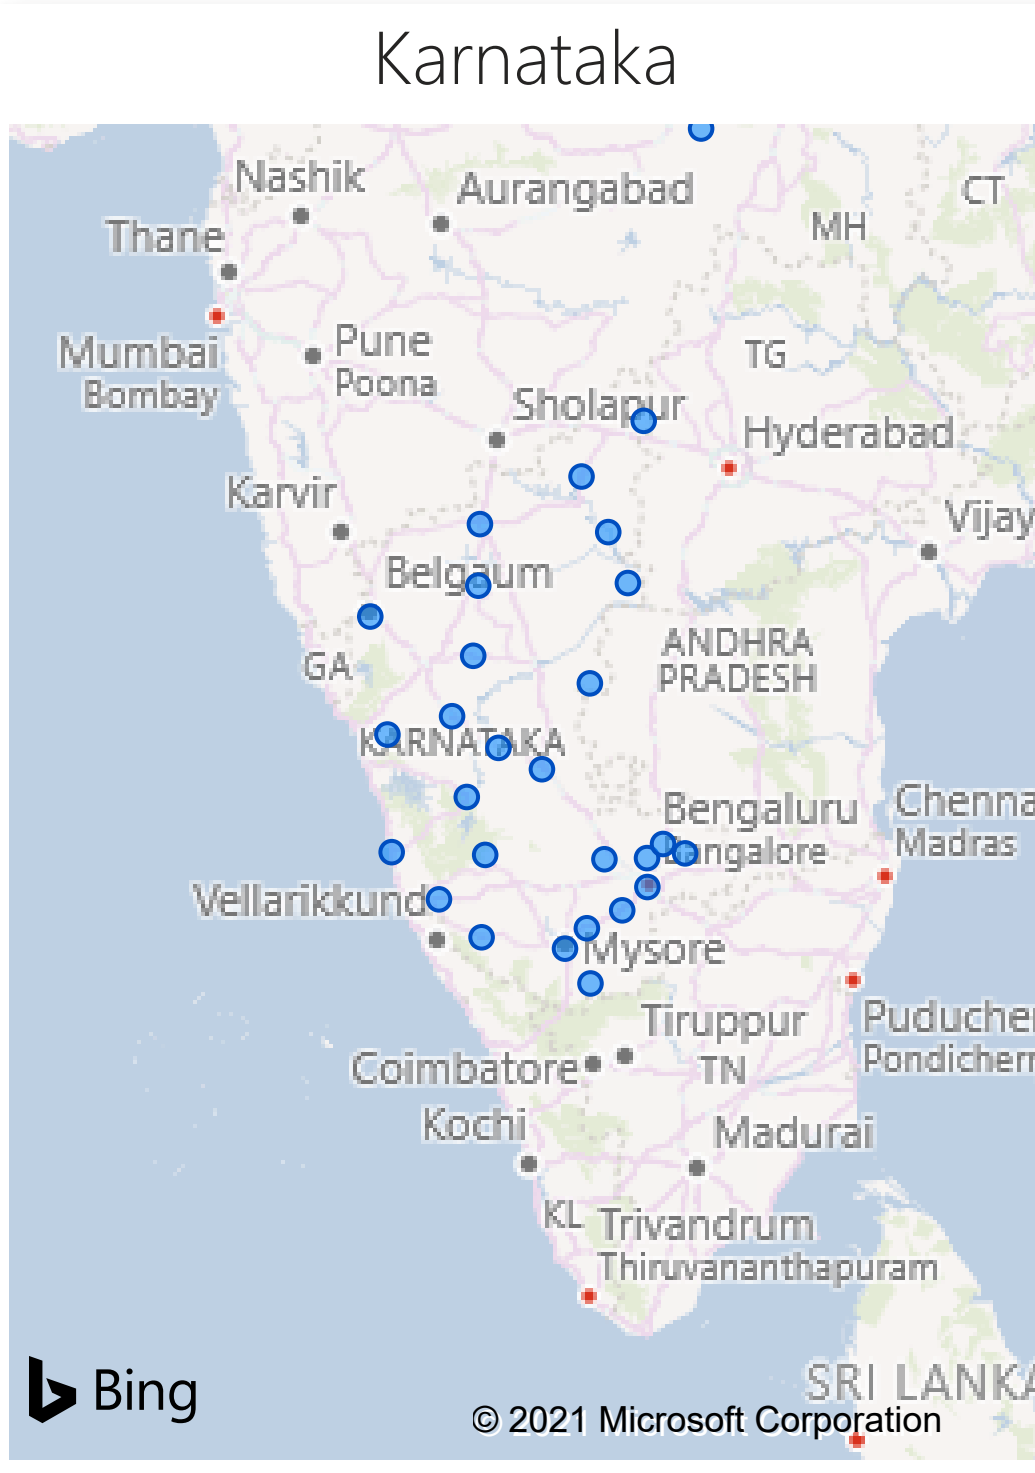 Karnataka
Nashik
Aurangabad
CT
MH
Thane
Mumbai
Bombay
Pune
Poona
TG
Sholapur
Hyderabad
Karvir
Vijay
Belgaum
GA
ANDHRA
PRADESH
KARNATAKA
Bengaluru
Bangalore
Chenna
Madras
Vellarikkund
Mysore
Tiruppur
Puducher
Pondicherr
Coimbatore
TN
Kochi
Madurai
KL
Trivandrum
Thiruvananthapuram
SRI LANKA
Bing
© 2021 Microsoft Corporation